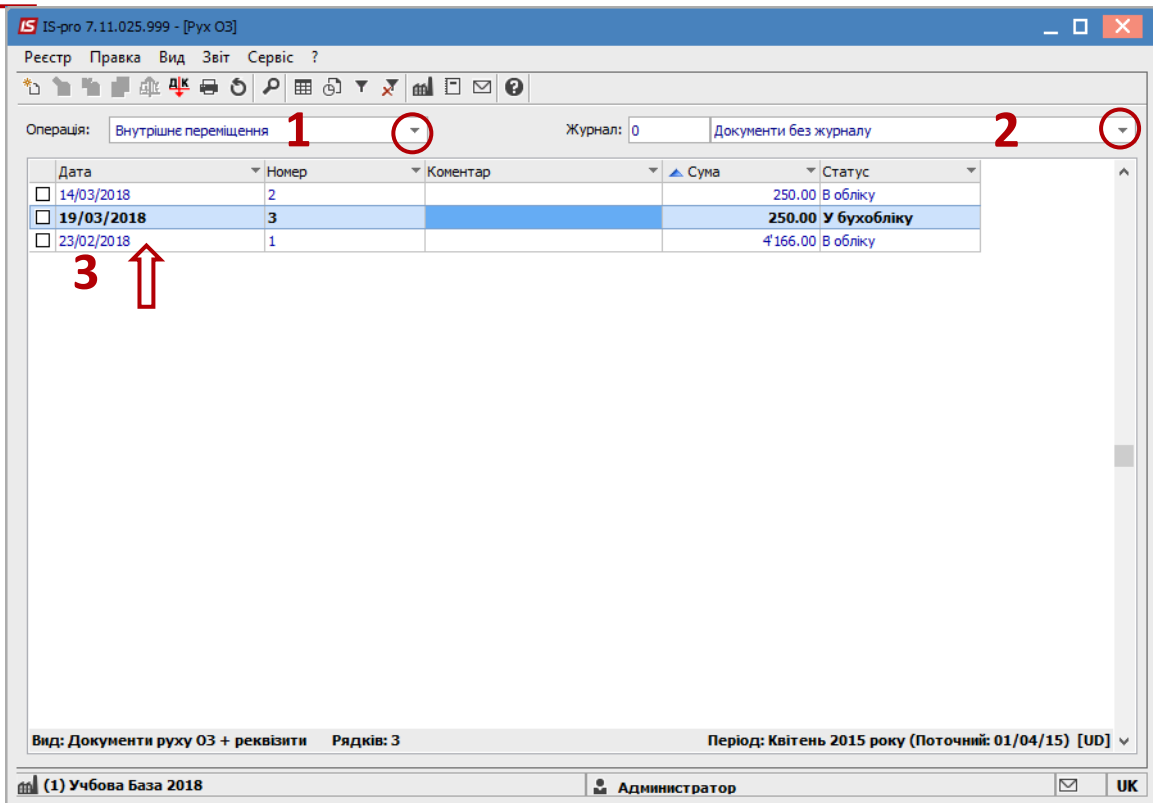 IS-pro 7.11.025.999 - [Рух ОЗ]
Реєстр Правка Вид Звіт Сервіс ?
Операція: Внутрішнє переміщення 1 Журнал: 0 Документи без журналу 2
Дата Номер Коментар Сума Статус
14/03/2018 2 250.00 В обліку
19/03/2018 3 250.00 У бухобліку
23/02/2018 1 4'166.00 В обліку
3
Вид: Документи руху ОЗ + реквізити Рядків: 3 Період: Квітень 2015 року (Поточний: 01/04/15) [UD]
(1) Учбова База 2018 Администратор UK